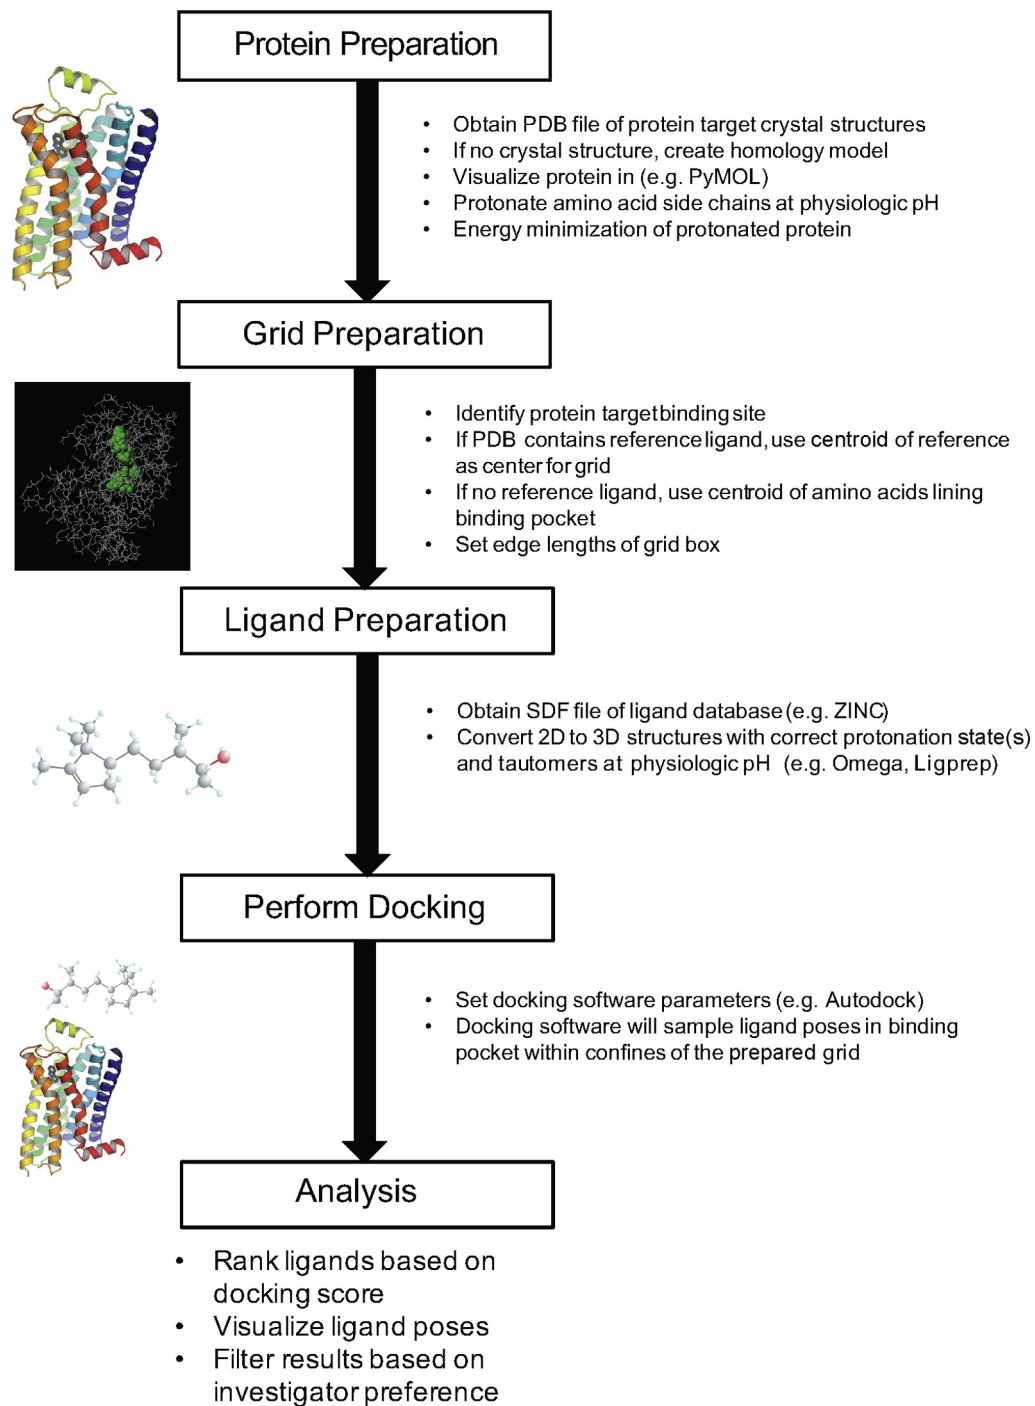 Protein Preparation
• Obtain PDB file of protein target crystal structures
• If no crystal structure, create homology model
• Visualize protein in (e.g. PyMOL)
• Protonate amino acid side chains at physiologic pH
• Energy minimization of protonated protein
Grid Preparation
• Identify protein target binding site
• If PDB contains reference ligand, use centroid of reference
as center for grid
• If no reference ligand, use centroid of amino acids lining
binding pocket
• Set edge lengths of grid box
Ligand Preparation
• Obtain SDF file of ligand database (e.g. ZINC)
• Convert 2D to 3D structures with correct protonation state(s)
and tautomers at physiologic pH (e.g. Omega, Ligprep)
Perform Docking
• Set docking software parameters (e.g. Autodock)
• Docking software will sample ligand poses in binding
pocket within confines of the prepared grid
Analysis
• Rank ligands based on
docking score
• Visualize ligand poses
• Filter results based on
investigator preference